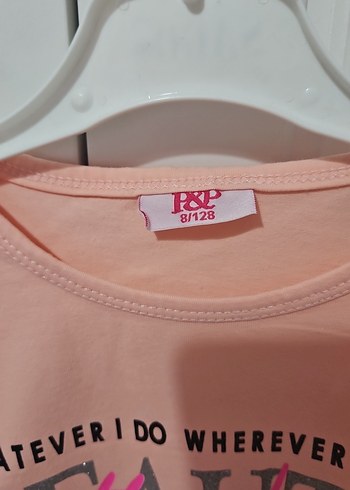 P&P
8/128
ATEVER I DO WHEREVER